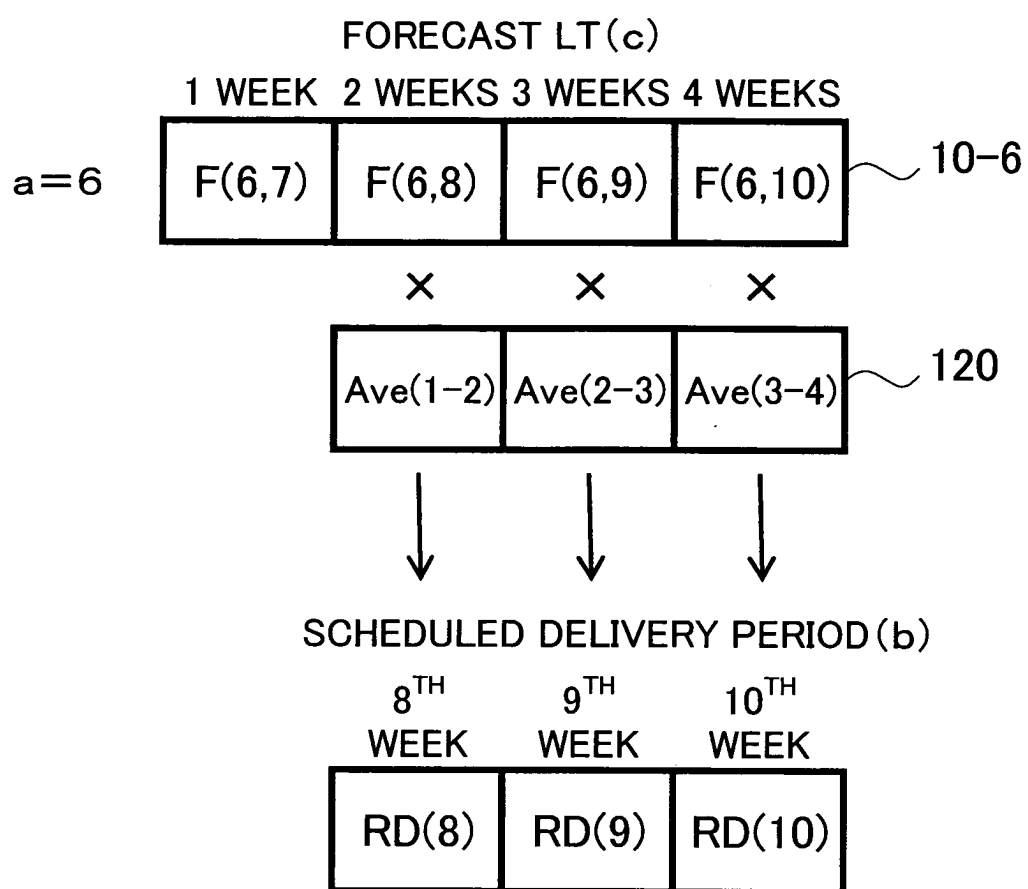 FORECAST LT(c)
1 WEEK 2 WEEKS 3 WEEKS 4 WEEKS
a=6 F(6,7) F(6,8) F(6,9) F(6,10) 10-6
× × ×
Ave(1-2) Ave(2-3) Ave(3-4) 120
SCHEDULED DELIVERY PERIOD(b)
8TH 9TH 10TH
WEEK WEEK WEEK
RD(8) RD(9) RD(10)